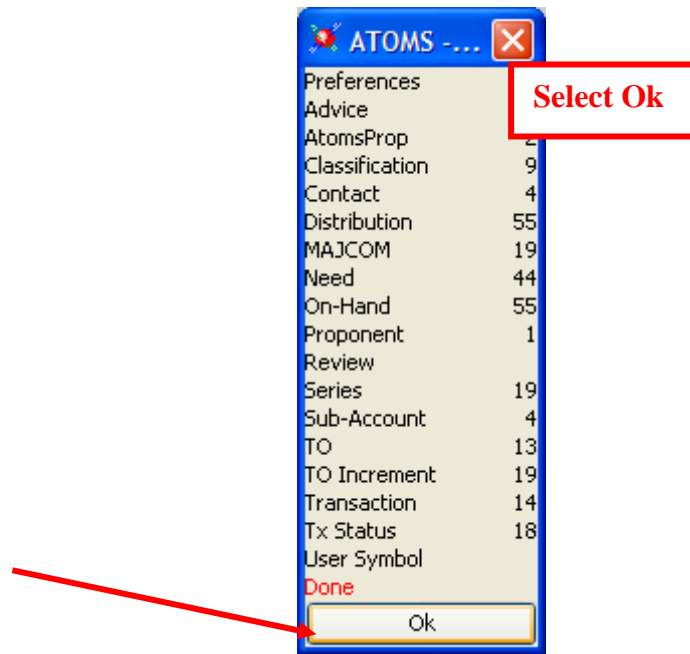 ATOMS -...
Select Ok
Preferences
Advice
AtomsProp
Classification 9
Contact 4
Distribution 55
MAJCOM 19
Need 44
On-Hand 55
Proponent 1
Review
Series 19
Sub-Account 4
TO 13
TO Increment 19
Transaction 14
Tx Status 18
User Symbol
Done
Ok